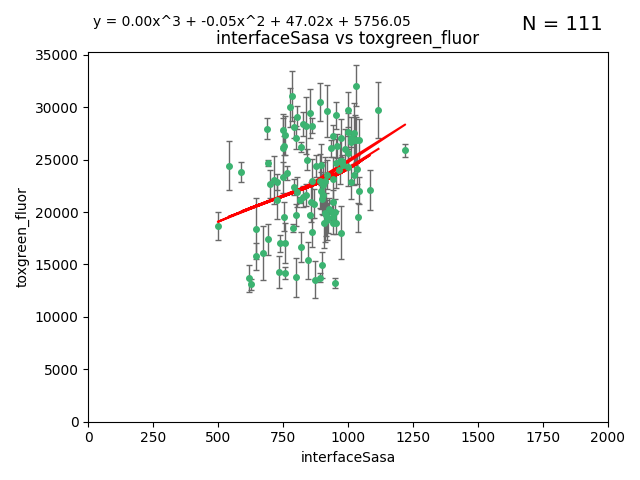 y = 0.00x^3 + -0.05x^2 + 47.02x + 5756.05
N = 111
interfaceSasa vs toxgreen_fluor
35000
30000
25000
20000
15000
10000
5000
0
toxgreen_fluor
0 250 500 750 1000 1250 1500 1750 2000
interfaceSasa